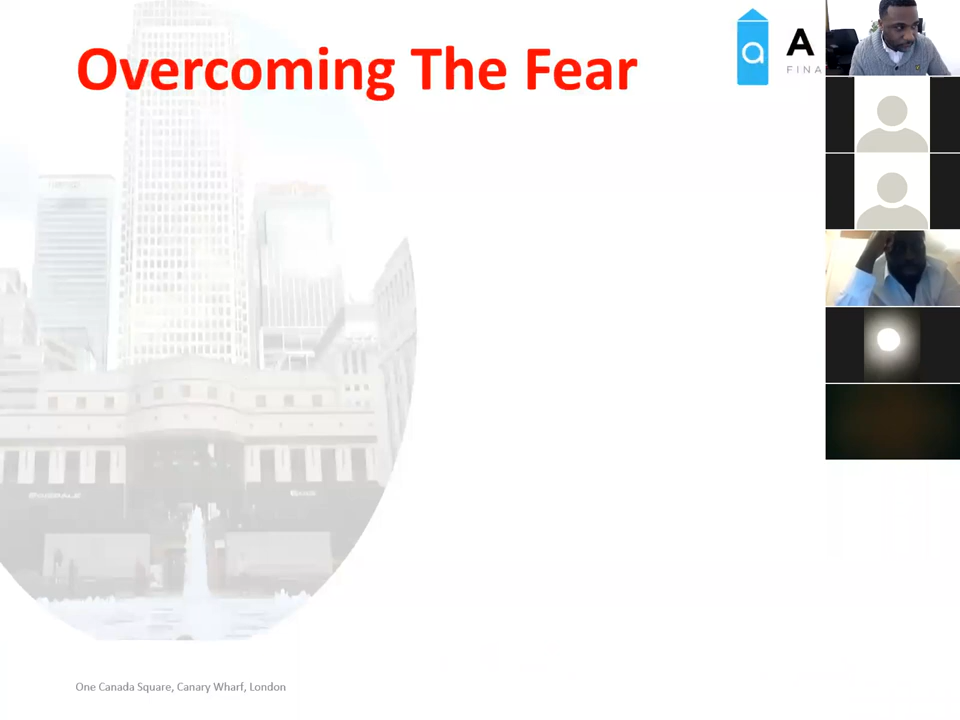 Overcoming The Fear
A
FINA
One Canada Square, Canary Wharf, London